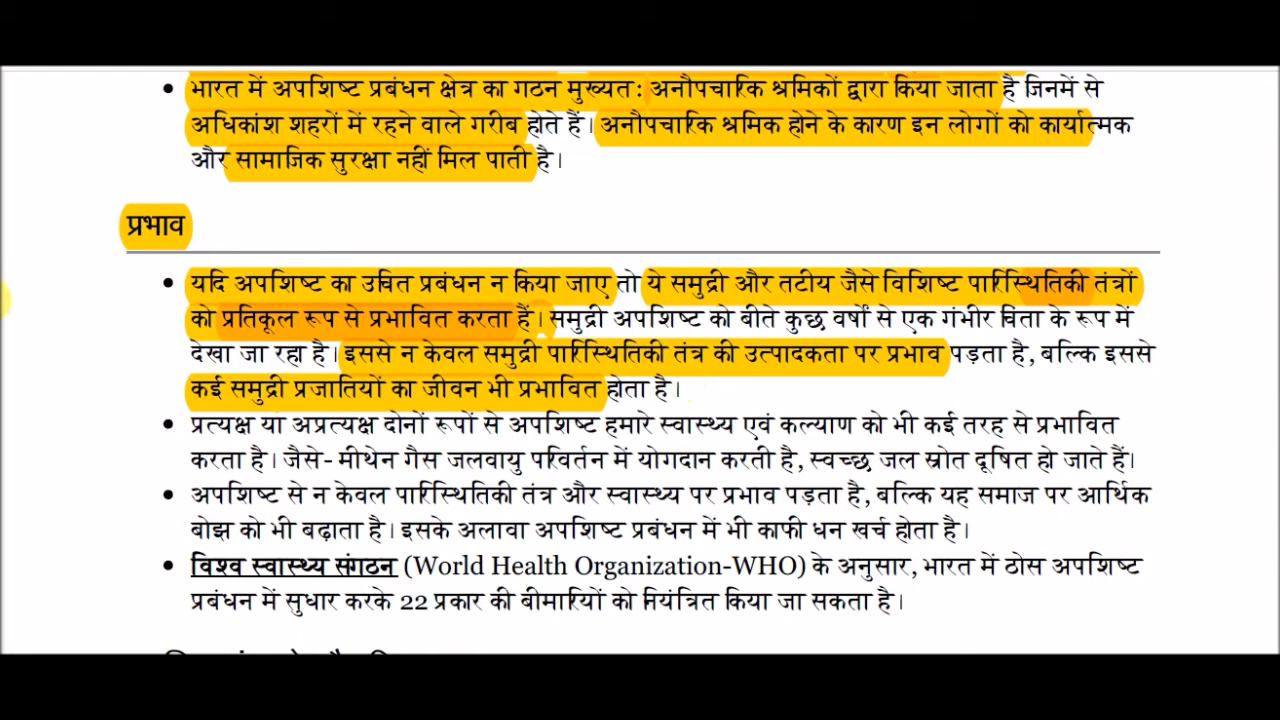 भारत में अपशिष्ट प्रबंधन क्षेत्र का गठन मुख्यतः अनौपचारिक श्रमिकों द्वारा किया जाता है जिनमें से
अधिकांश शहरों में रहने वाले गरीब होते हैं। अनौपचारिक श्रमिक होने के कारण इन लोगों को कार्यात्मक
और सामाजिक सुरक्षा नहीं मिल पाती है।
प्रभाव
यदि अपशिष्ट का उचित प्रबंधन न किया जाए तो ये समुद्री और तटीय जैसे विशिष्ट पारिस्थितिकी तंत्रों
को प्रतिकूल रूप से प्रभावित करता हैं। समुद्री अपशिष्ट को बीते कुछ वर्षों से एक गंभीर चिंता के रूप में
देखा जा रहा है। इससे न केवल समुद्री पारिस्थितिकी तंत्र की उत्पादकता पर प्रभाव पड़ता है, बल्कि इससे
कई समुद्री प्रजातियों का जीवन भी प्रभावित होता है।
प्रत्यक्ष या अप्रत्यक्ष दोनों रूपों से अपशिष्ट हमारे स्वास्थ्य एवं कल्याण को भी कई तरह से प्रभावित
करता है। जैसे- मीथेन गैस जलवायु परिवर्तन में योगदान करती है, स्वच्छ जल स्रोत दूषित हो जाते हैं।
अपशिष्ट से न केवल पारिस्थितिकी तंत्र और स्वास्थ्य पर प्रभाव पड़ता है, बल्कि यह समाज पर आर्थिक
बोझ को भी बढ़ाता है। इसके अलावा अपशिष्ट प्रबंधन में भी काफी धन खर्च होता है।
विश्व स्वास्थ्य संगठन (World Health Organization-WHO) के अनुसार, भारत में ठोस अपशिष्ट
प्रबंधन में सुधार करके 22 प्रकार की बीमारियों को नियंत्रित किया जा सकता है।